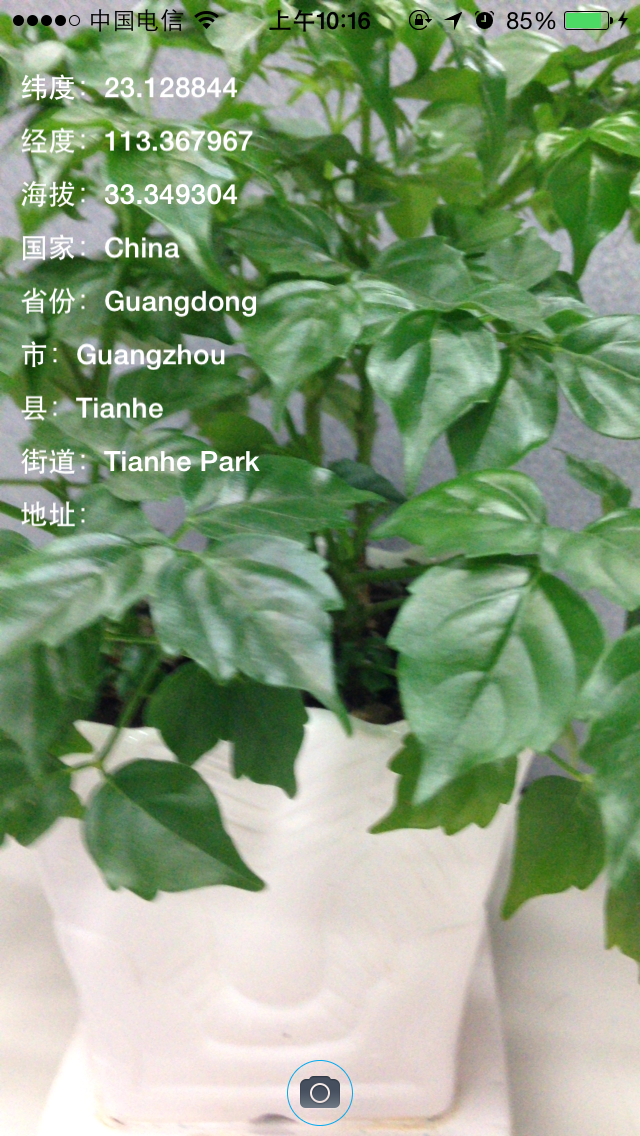 中国电信 上午10:16 85%
纬度：23.128844
经度：113.367967
海拔：33.349304
国家：China
省份：Guangdong
市：Guangzhou
县：Tianhe
街道：Tianhe Park
地址：